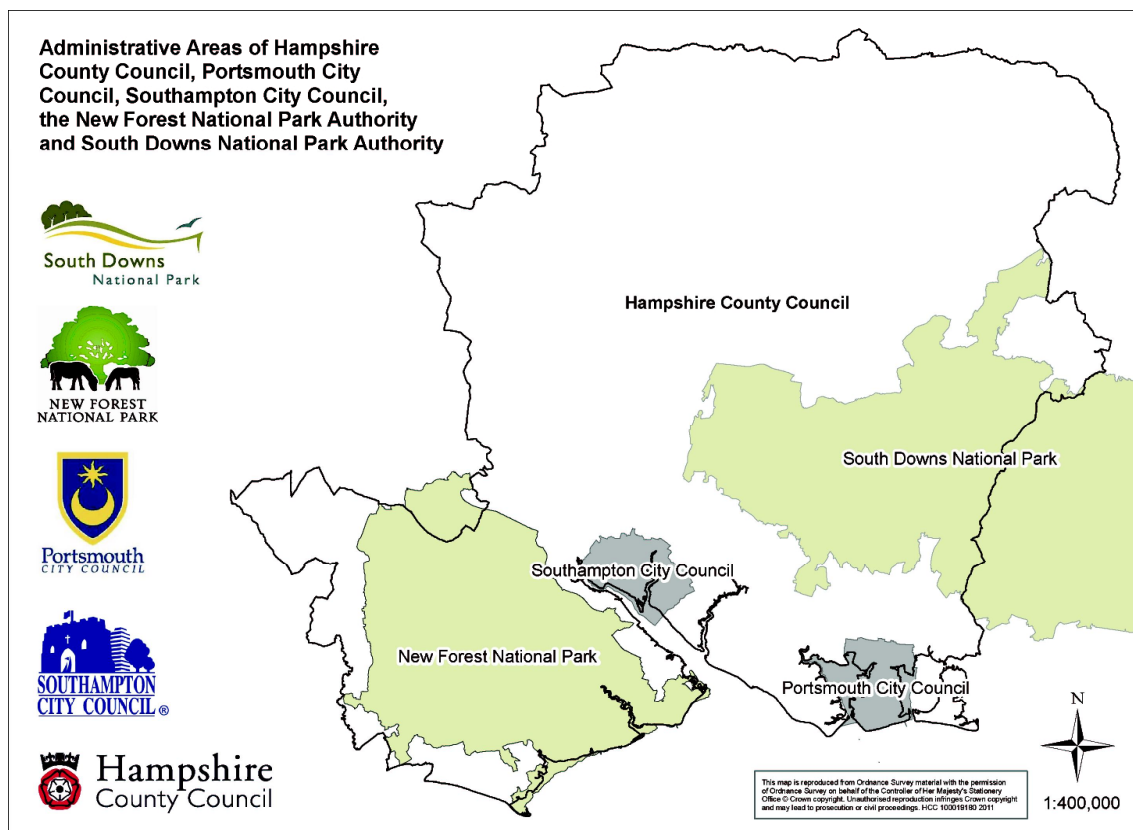 Administrative Areas of Hampshire
County Council, Portsmouth City
Council, Southampton City Council,
the New Forest National Park Authority
and South Downs National Park Authority
South Downs
National Park
NEW FOREST
NATIONAL PARK
Portsmouth
CITY COUNCIL
SOUTHAMPTON
CITY COUNCIL ®
Hampshire
County Council
Hampshire County Council
South Downs National Park
Southampton City Council
New Forest National Park
Portsmouth City Council
N
1:400,000
This map is reproduced from Ordnance Survey material with the permission
of Ordnance Survey on behalf of the Controller of Her Majesty's Stationery
Office © Crown copyright. Unauthorised reproduction infringes Crown copyright
and may lead to prosecution or civil proceedings. HCC 100019180 2011